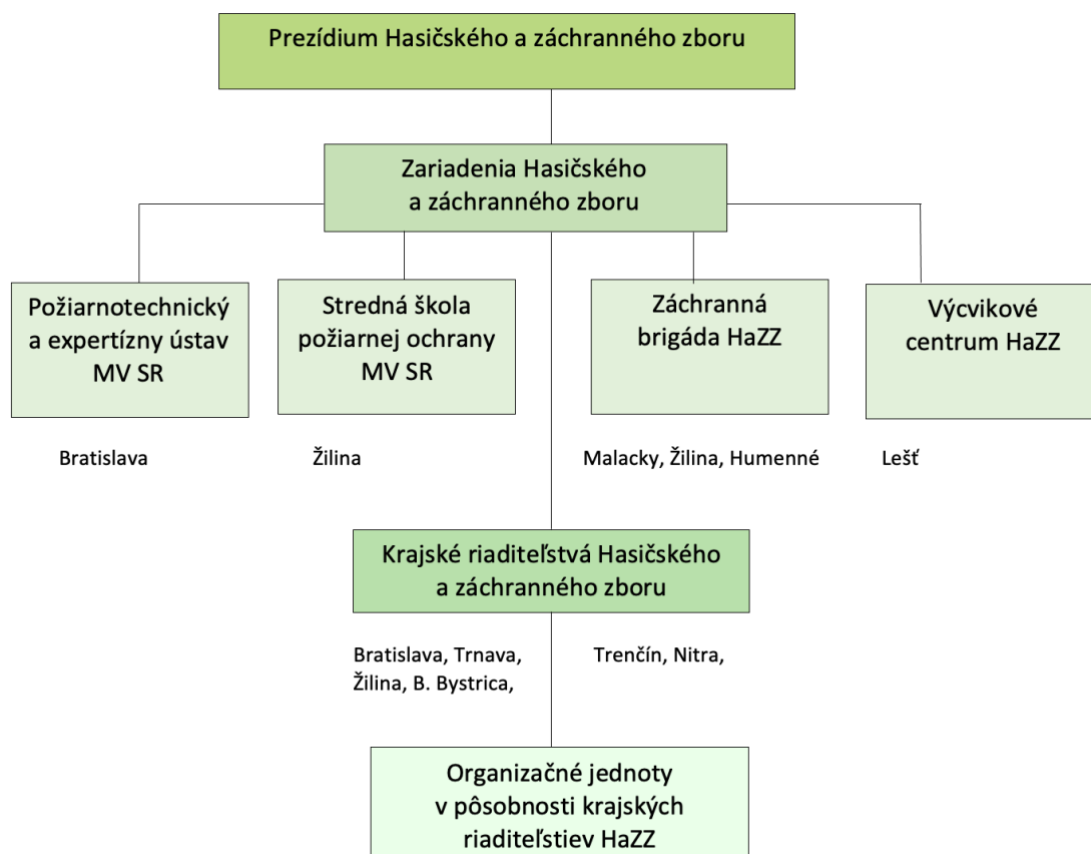 Prezídium Hasičského a záchranného zboru
Zariadenia Hasičského
a záchranného zboru
Požiarnotechnický
a expertízny ústav
MV SR
Stredná škola
požiarnej ochrany
MV SR
Záchranná
brigáda HaZZ
Výcvikové
centrum HaZZ
Bratislava
Žilina
Malacky, Žilina, Humenné
Lešť
Krajské riaditeľstvá Hasičského
a záchranného zboru
Bratislava, Trnava,
Žilina, B. Bystrica,
Trenčín, Nitra,
Organizačné jednoty
v pôsobnosti krajských
riaditeľstiev HaZZ